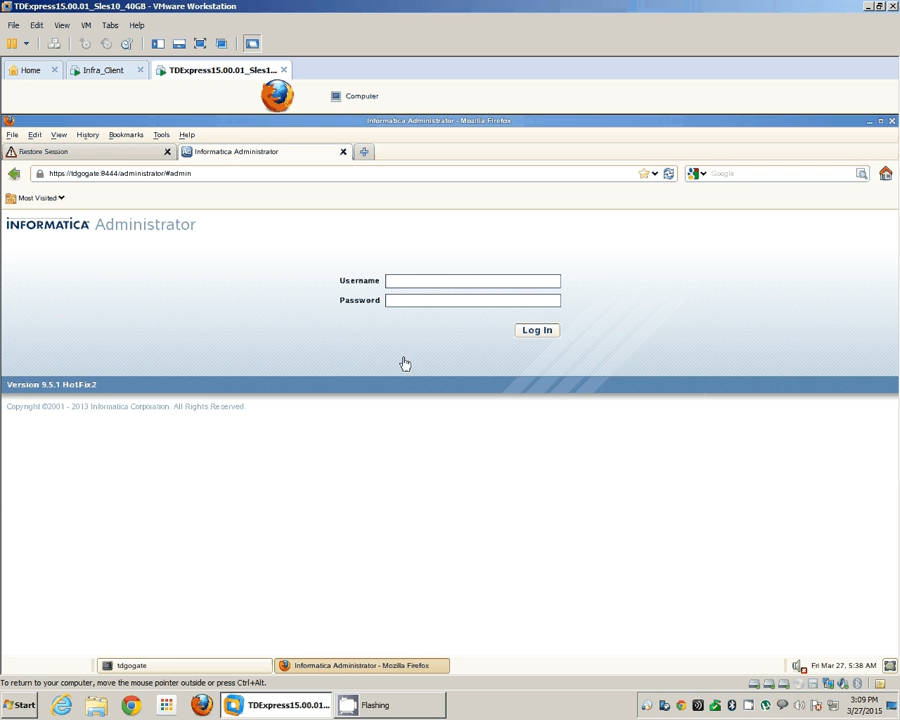 TDExpress15.00.01_Sles10_40GB - VMware Workstation
File Edit View VM Tabs Help
Home Infra_Client TDExpress15.00.01_Sles1...
Computer
Informatica Administrator - Mozilla Firefox
File Edit View History Bookmarks Tools Help
Restore Session Informatica Administrator
https://tdgogate:8444/administrator/#admin Google
Most Visited
INFORMATICA Administrator
Username
Password
Log In
Version 9.5.1 HotFix2
Copyright ©2001 - 2013 Informatica Corporation. All Rights Reserved.
tdgogate Informatica Administrator - Mozilla Firefox Fri Mar 27, 5:38 AM
To return to your computer, move the mouse pointer outside or press Ctrl+Alt.
Start TDExpress15.00.01... Flashing 3:09 PM
3/27/2015